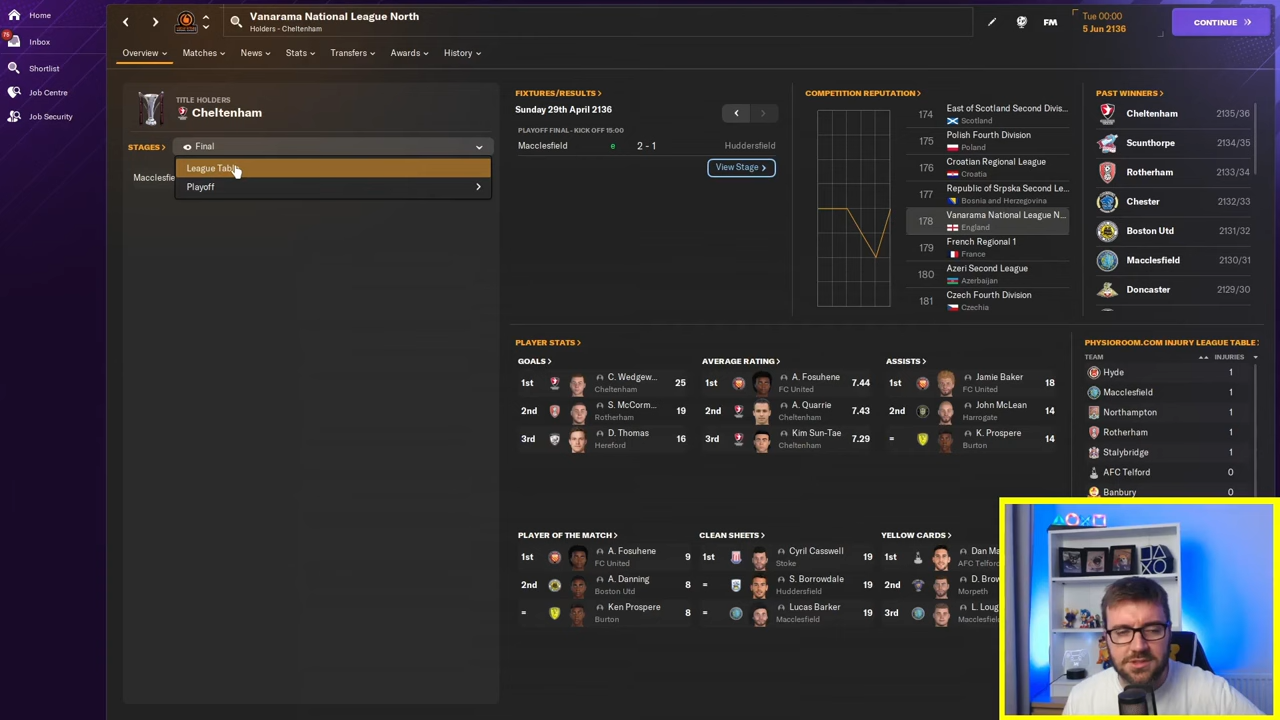 Home
76
Inbox
Shortlist
Job Centre
Job Security
Vanarama National League North
Holders - Cheltenham
FM
Tue 00:00
5 Jun 2136
CONTINUE
Overview
Matches
News
Stats
Transfers
Awards
History
TITLE HOLDERS
Cheltenham
STAGES
Final
League Table
Playoff
Macclesfie
FIXTURES/RESULTS
Sunday 29th April 2136
PLAYOFF FINAL - KICK OFF 15:00
Macclesfield e 2 - 1 Huddersfield
View Stage
COMPETITION REPUTATION
174 East of Scotland Second Divis...
Scotland
175 Polish Fourth Division
Poland
176 Croatian Regional League
Croatia
177 Republic of Srpska Second Le...
Bosnia and Herzegovina
178 Vanarama National League N...
England
179 French Regional 1
France
180 Azeri Second League
Azerbaijan
181 Czech Fourth Division
Czechia
PAST WINNERS
Cheltenham 2135/36
Scunthorpe 2134/35
Rotherham 2133/34
Chester 2132/33
Boston Utd 2131/32
Macclesfield 2130/31
Doncaster 2129/30
PLAYER STATS
GOALS
1st C. Wedgew... 25
Cheltenham
2nd S. McCorm... 19
Rotherham
3rd D. Thomas 16
Hereford
AVERAGE RATING
1st A. Fosuhene 7.44
FC United
2nd A. Quarrie 7.43
Cheltenham
3rd Kim Sun-Tae 7.29
Cheltenham
ASSISTS
1st Jamie Baker 18
FC United
2nd John McLean 14
Harrogate
= K. Prospere 14
Burton
PHYSIOROOM.COM INJURY LEAGUE TABLE
TEAM INJURIES
Hyde 1
Macclesfield 1
Northampton 1
Rotherham 1
Stalybridge 1
AFC Telford 0
Banbury 0
PLAYER OF THE MATCH
1st A. Fosuhene 9
FC United
2nd A. Danning 8
Boston Utd
= Ken Prospere 8
Burton
CLEAN SHEETS
1st Cyril Casswell 19
Stoke
= S. Borrowdale 19
Huddersfield
= Lucas Barker 19
Macclesfield
YELLOW CARDS
1st Dan Ma
AFC Telfor
2nd D. Brow
Morpeth
3rd L. Loug
Macclesfi